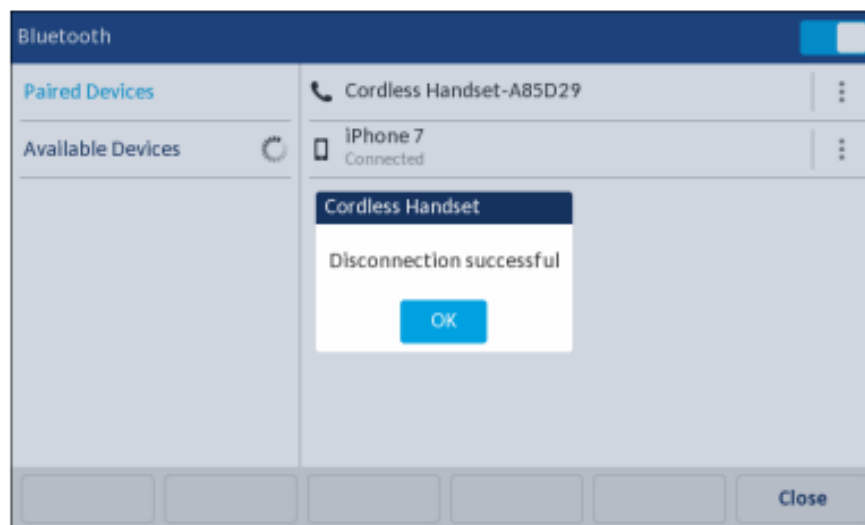 Bluetooth
Paired Devices
Cordless Handset-A85D29
Available Devices
iPhone 7
Connected
Cordless Handset
Disconnection successful
OK
Close